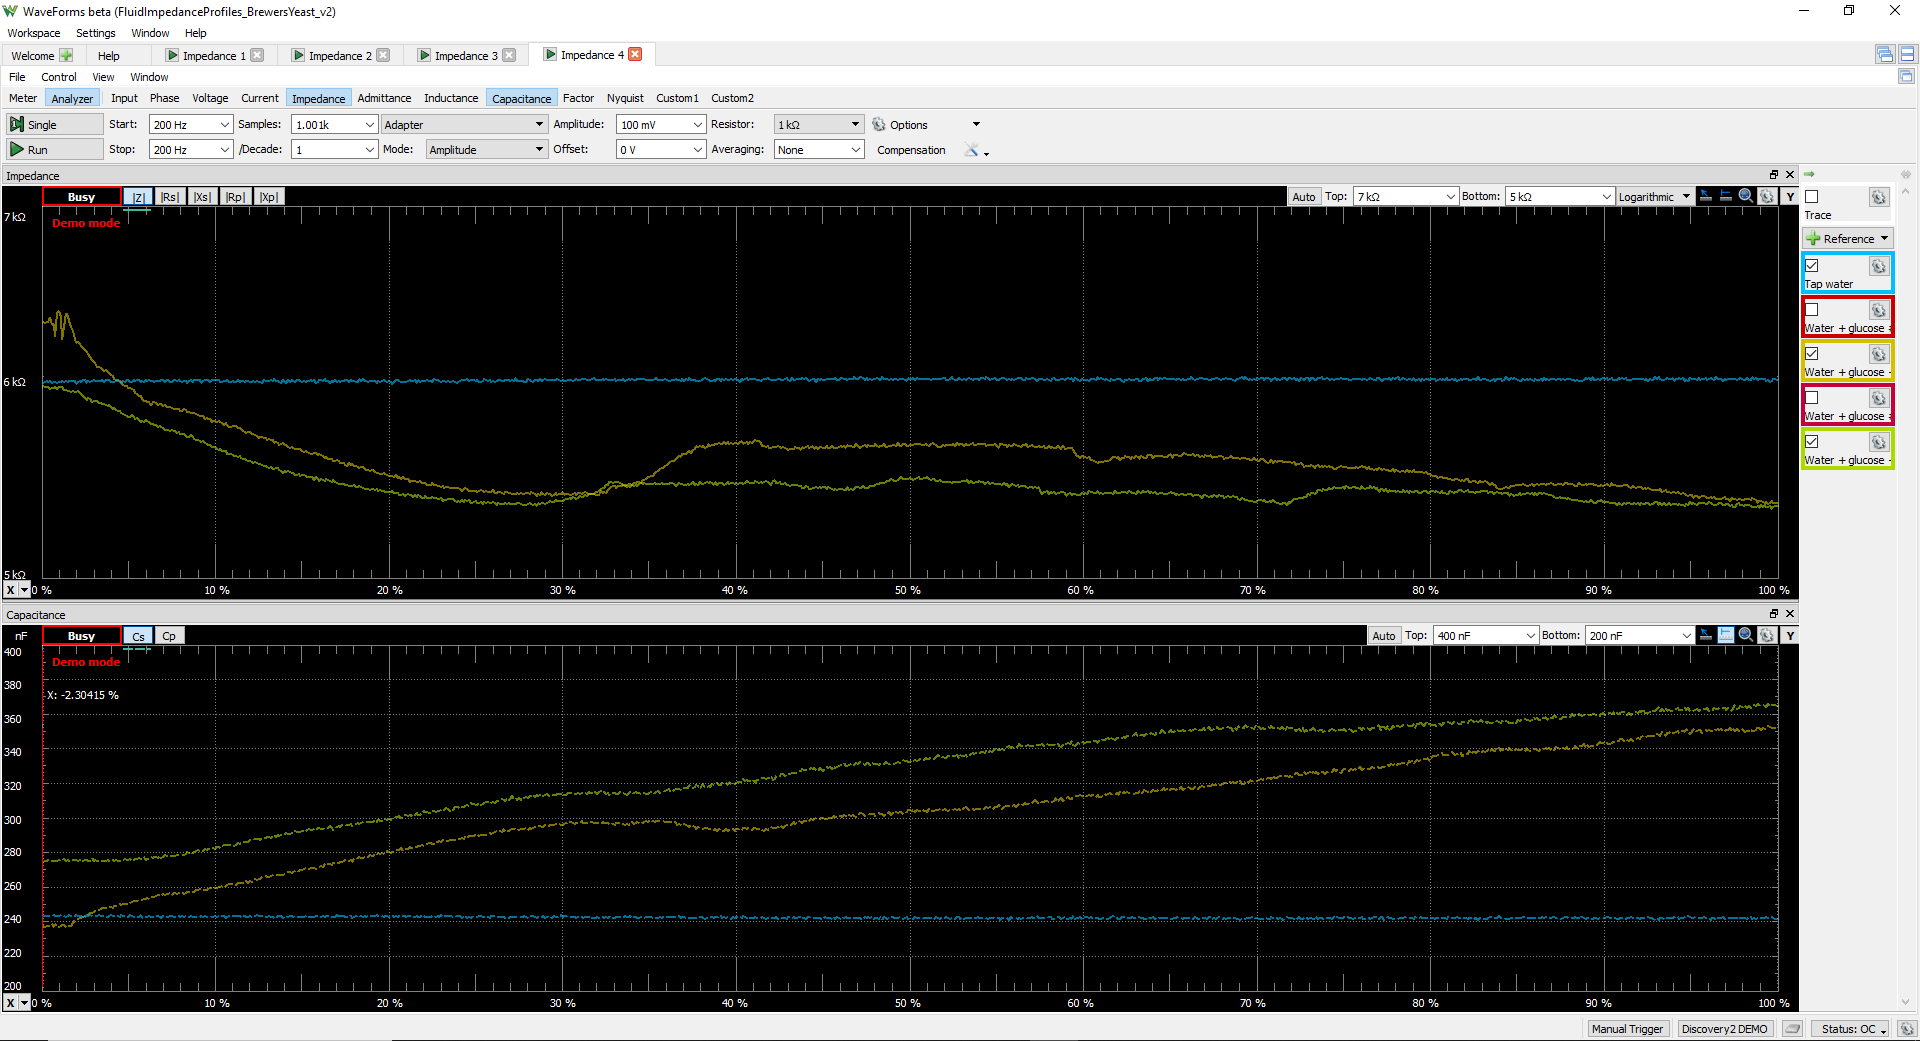 WaveForms beta (FluidImpedanceProfiles_BrewersYeast_v2)
Workspace Settings Window Help
Welcome Help Impedance 1 Impedance 2 Impedance 3 Impedance 4
File Control View Window
Meter Analyzer Input Phase Voltage Current Impedance Admittance Inductance Capacitance Factor Nyquist Custom1 Custom2
Single Start: 200 Hz Samples: 1.001k Adapter Amplitude: 100 mV Resistor: 1 kΩ Options
Run Stop: 200 Hz /Decade: 1 Mode: Amplitude Offset: 0 V Averaging: None Compensation
Impedance
Busy |Z| |Rs| |Xs| |Rp| |Xp| Auto Top: 7 kΩ Bottom: 5 kΩ Logarithmic Y
7 kΩ
Demo mode
6 kΩ
5 kΩ
X 0 % 10 % 20 % 30 % 40 % 50 % 60 % 70 % 80 % 90 % 100 %
Capacitance
nF Busy Cs Cp Auto Top: 400 nF Bottom: 200 nF Y
400
Demo mode
380
X: -2.30415 %
360
340
320
300
280
260
240
220
200
X 0 % 10 % 20 % 30 % 40 % 50 % 60 % 70 % 80 % 90 % 100 %
Trace
Reference
Tap water
Water + glucose
Water + glucose
Water + glucose
Water + glucose
Manual Trigger Discovery2 DEMO Status: OC